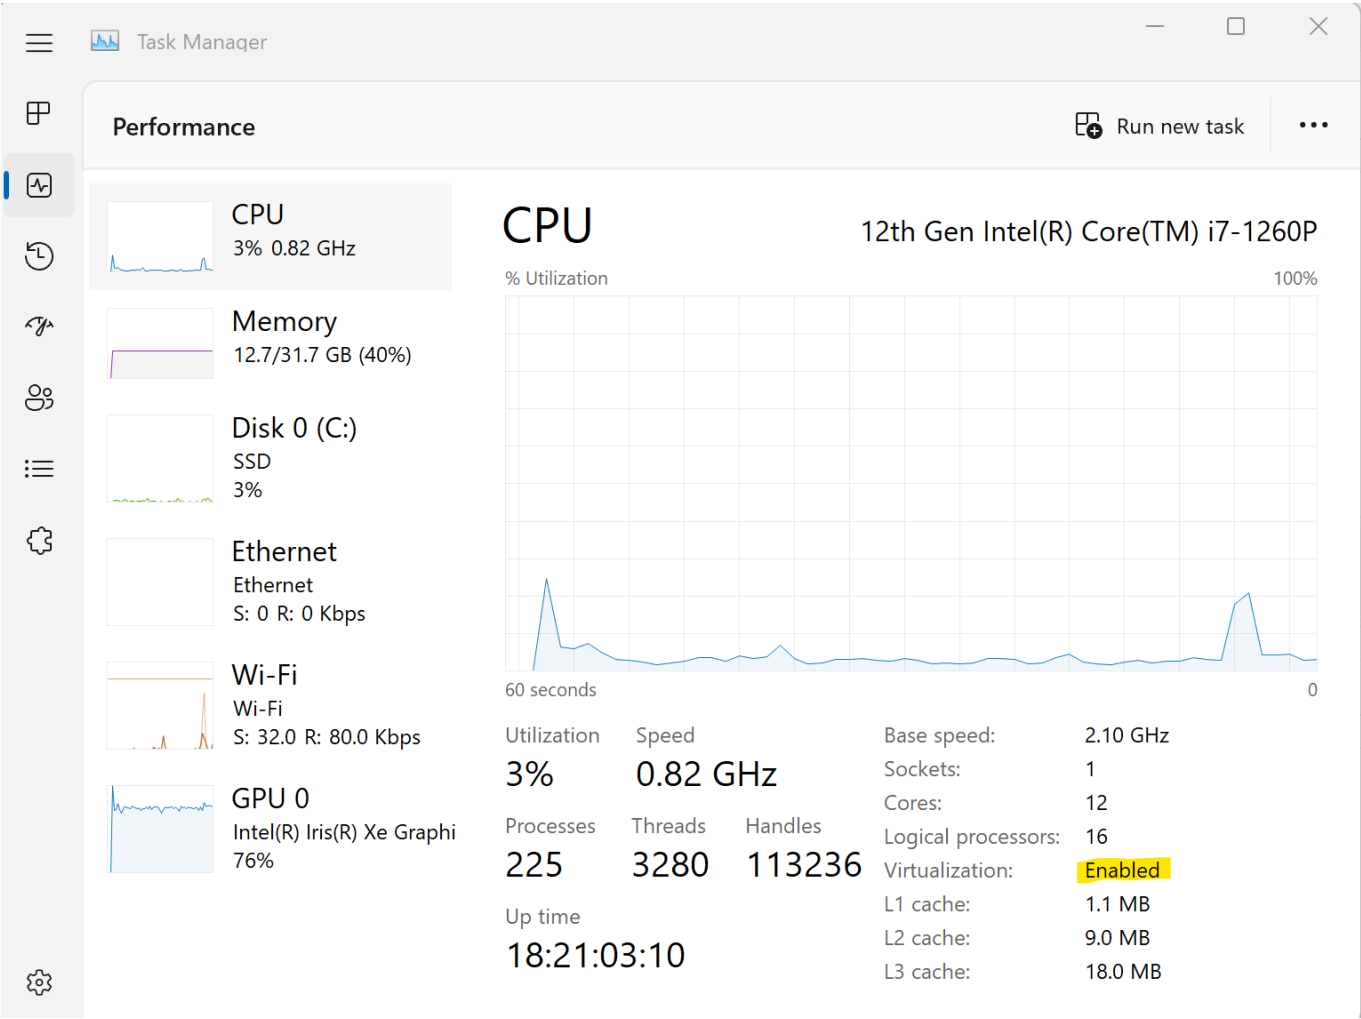 Task Manager
Performance
Run new task
CPU
3% 0.82 GHz
Memory
12.7/31.7 GB (40%)
Disk 0 (C:)
SSD
3%
Ethernet
Ethernet
S: 0 R: 0 Kbps
Wi-Fi
Wi-Fi
S: 32.0 R: 80.0 Kbps
GPU 0
Intel(R) Iris(R) Xe Graphi
76%
CPU
12th Gen Intel(R) Core(TM) i7-1260P
% Utilization 100%
60 seconds 0
Utilization Speed
3% 0.82 GHz
Processes Threads Handles
225 3280 113236
Up time
18:21:03:10
Base speed: 2.10 GHz
Sockets: 1
Cores: 12
Logical processors: 16
Virtualization: Enabled
L1 cache: 1.1 MB
L2 cache: 9.0 MB
L3 cache: 18.0 MB